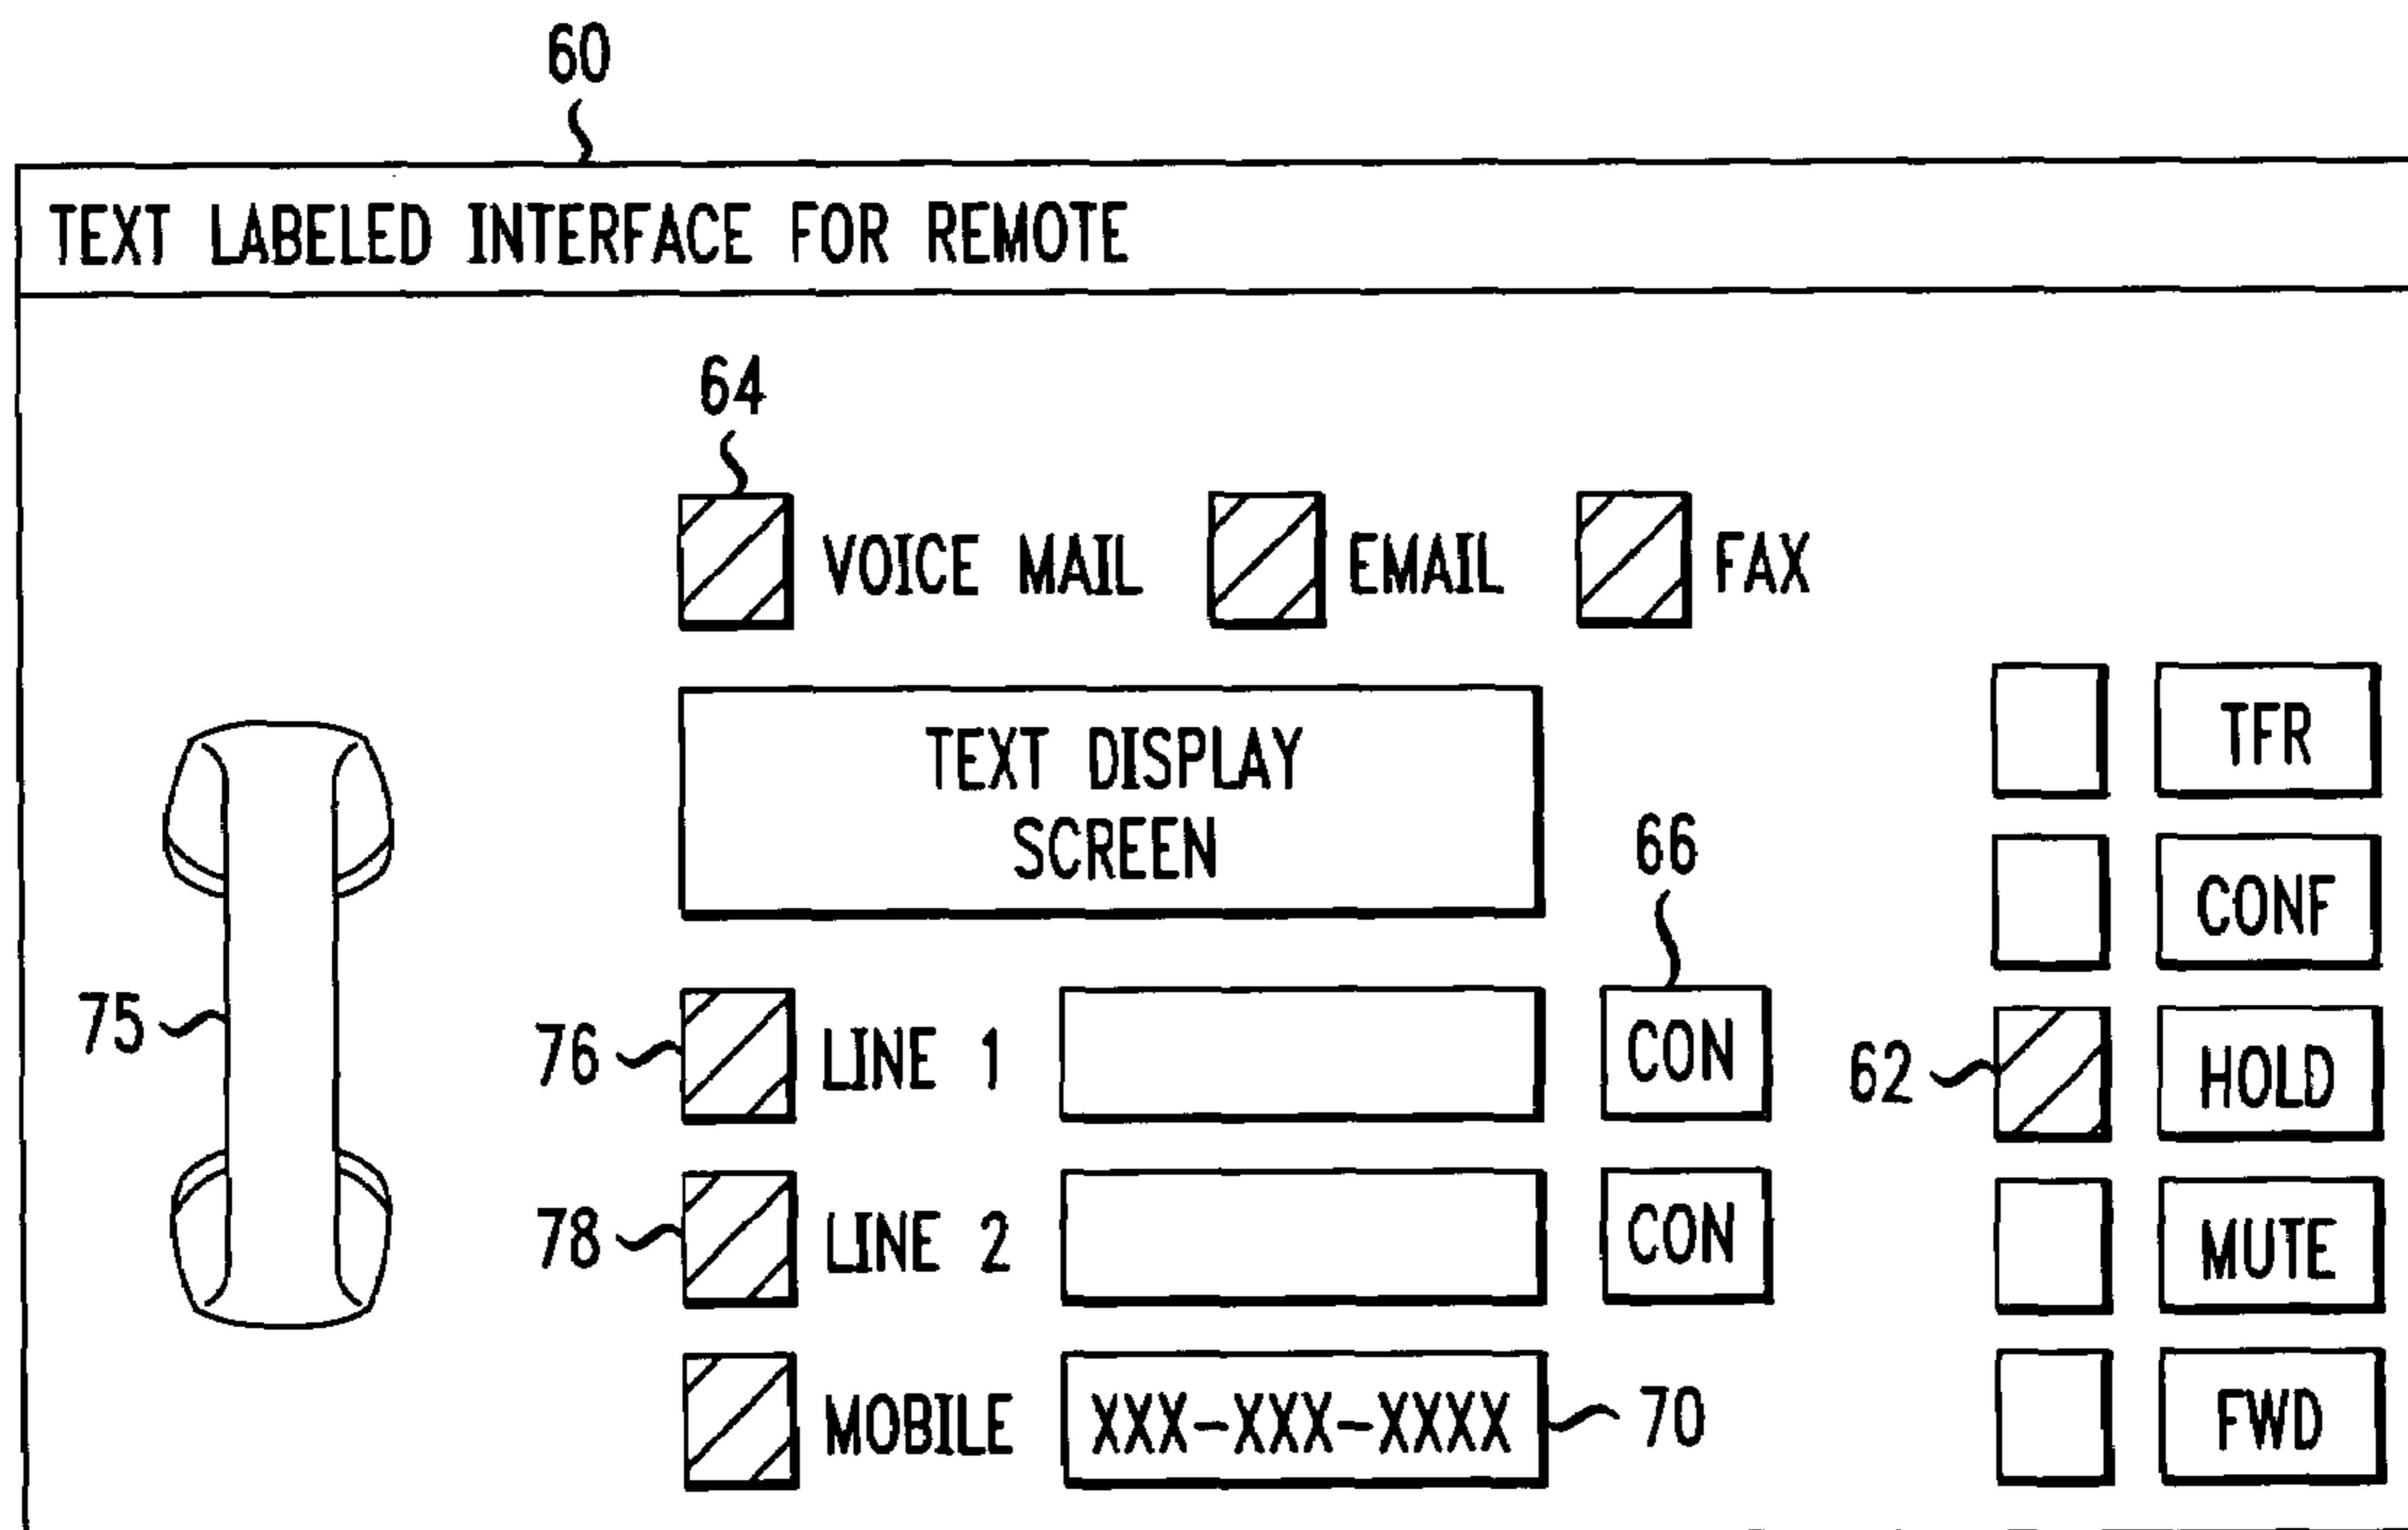 60
TEXT LABELED INTERFACE FOR REMOTE
64
VOICE MAIL EMAIL FAX
TEXT DISPLAY
SCREEN
66
TFR
CONF
75
76 LINE 1 CON
62 HOLD
78 LINE 2 CON
MUTE
MOBILE XXX-XXX-XXXX 70
FWD